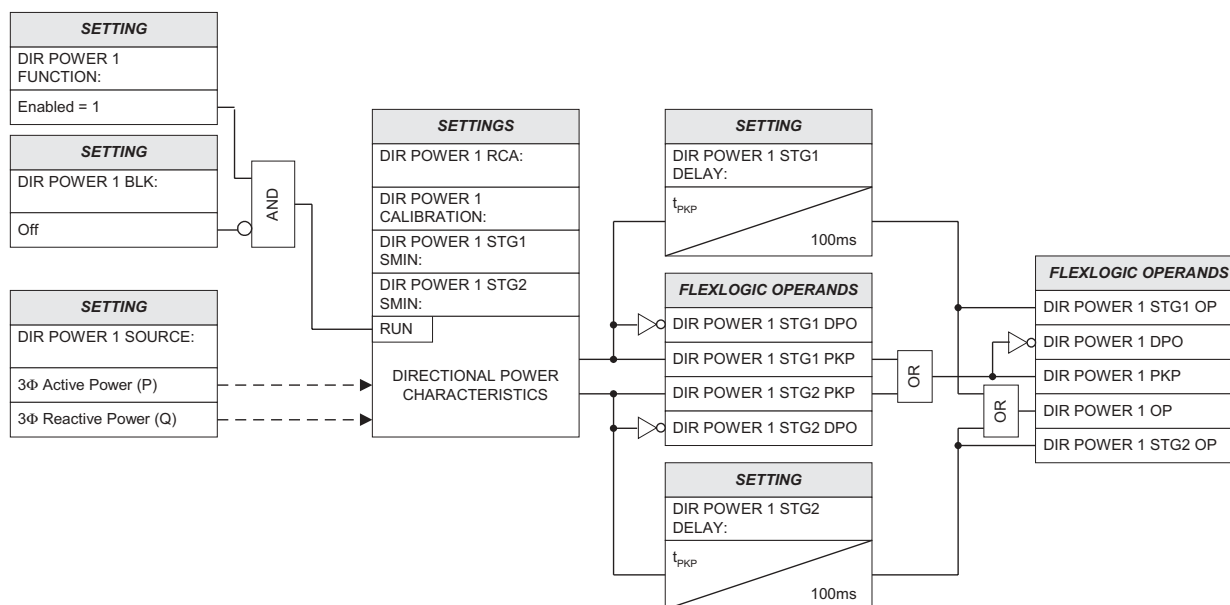 SETTING
DIR POWER 1
FUNCTION:
Enabled = 1
SETTING
DIR POWER 1 BLK:
Off
AND
SETTING
DIR POWER 1 SOURCE:
3Φ Active Power (P)
3Φ Reactive Power (Q)
SETTINGS
DIR POWER 1 RCA:
DIR POWER 1
CALIBRATION:
DIR POWER 1 STG1
SMIN:
DIR POWER 1 STG2
SMIN:
RUN
DIRECTIONAL POWER
CHARACTERISTICS
SETTING
DIR POWER 1 STG1
DELAY:
tPKP
100ms
FLEXLOGIC OPERANDS
DIR POWER 1 STG1 DPO
DIR POWER 1 STG1 PKP
DIR POWER 1 STG2 PKP
DIR POWER 1 STG2 DPO
SETTING
DIR POWER 1 STG2
DELAY:
tPKP
100ms
OR
OR
FLEXLOGIC OPERANDS
DIR POWER 1 STG1 OP
DIR POWER 1 DPO
DIR POWER 1 PKP
DIR POWER 1 OP
DIR POWER 1 STG2 OP